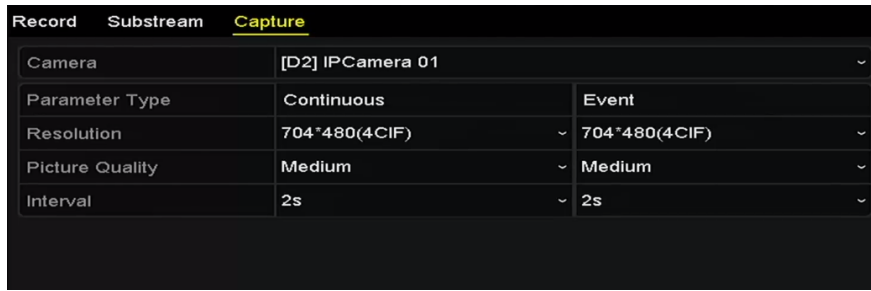 Record Substream Capture
Camera [D2] IPCamera 01
Parameter Type Continuous Event
Resolution 704*480(4CIF) 704*480(4CIF)
Picture Quality Medium Medium
Interval 2s 2s